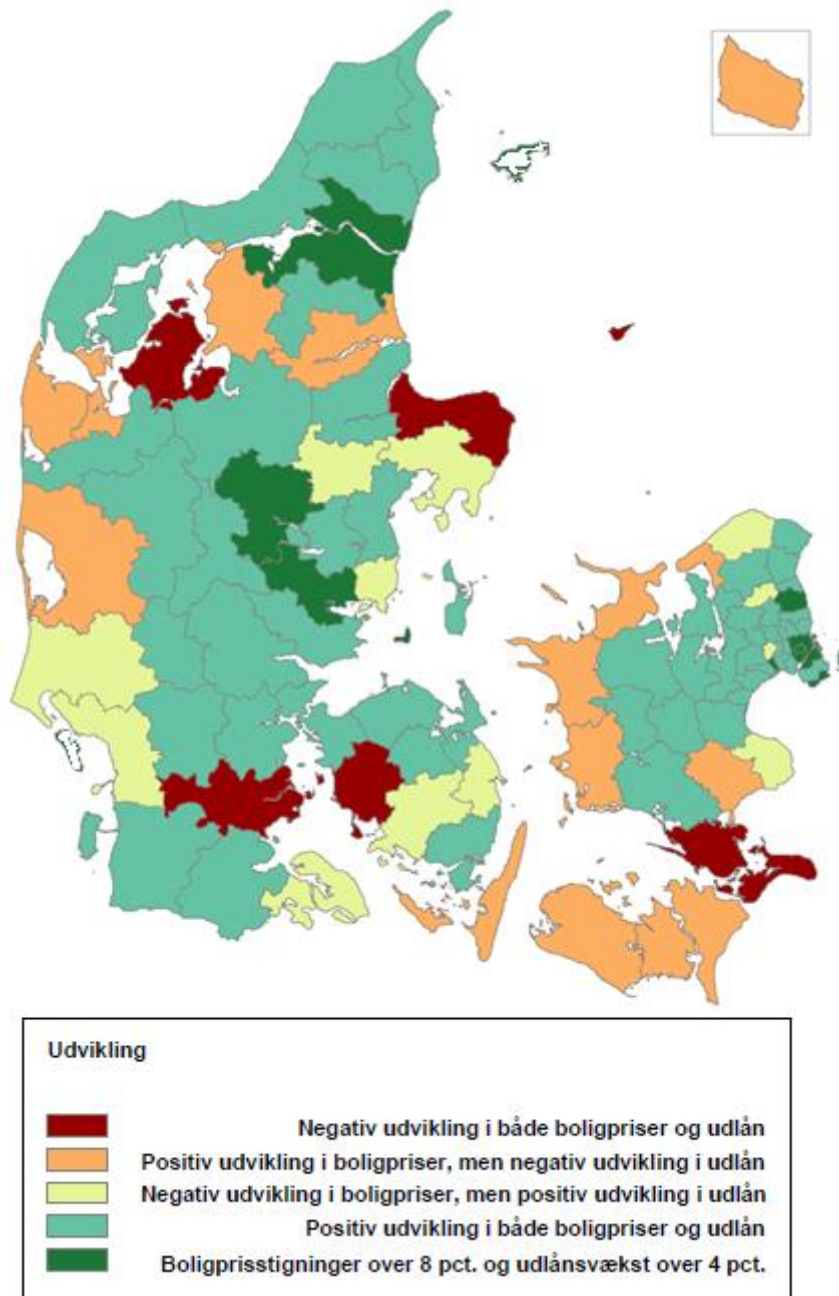 Udvikling
Negativ udvikling i både boligpriser og udlån
Positiv udvikling i boligpriser, men negativ udvikling i udlån
Negativ udvikling i boligpriser, men positiv udvikling i udlån
Positiv udvikling i både boligpriser og udlån
Boligprisstigninger over 8 pct. og udlånsvækst over 4 pct.